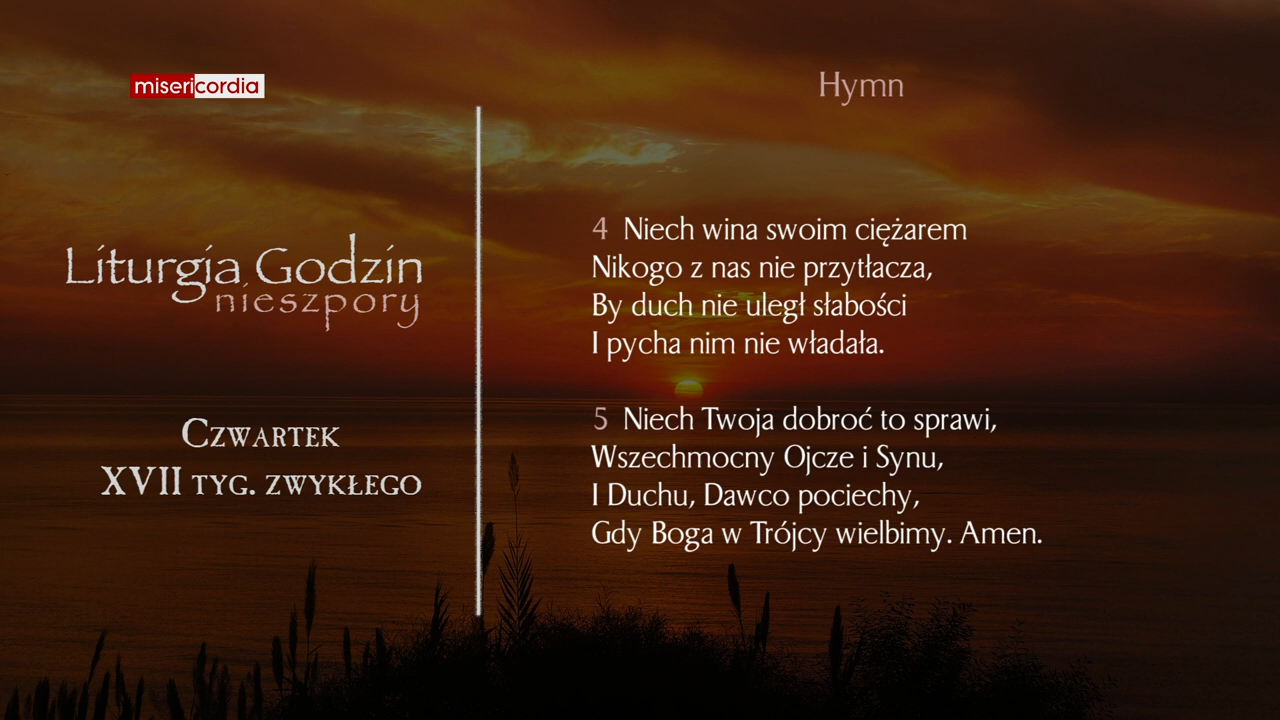 misericordia
Liturgia Godzin
nieszpory
Czwartek
XVII tyg. zwykłego
Hymn
4 Niech wina swoim ciężarem
Nikogo z nas nie przytłacza,
By duch nie uległ słabości
I pycha nim nie władała.
5 Niech Twoja dobroć to sprawi,
Wszechmocny Ojcze i Synu,
I Duchu, Dawco pociechy,
Gdy Boga w Trójcy wielbimy. Amen.